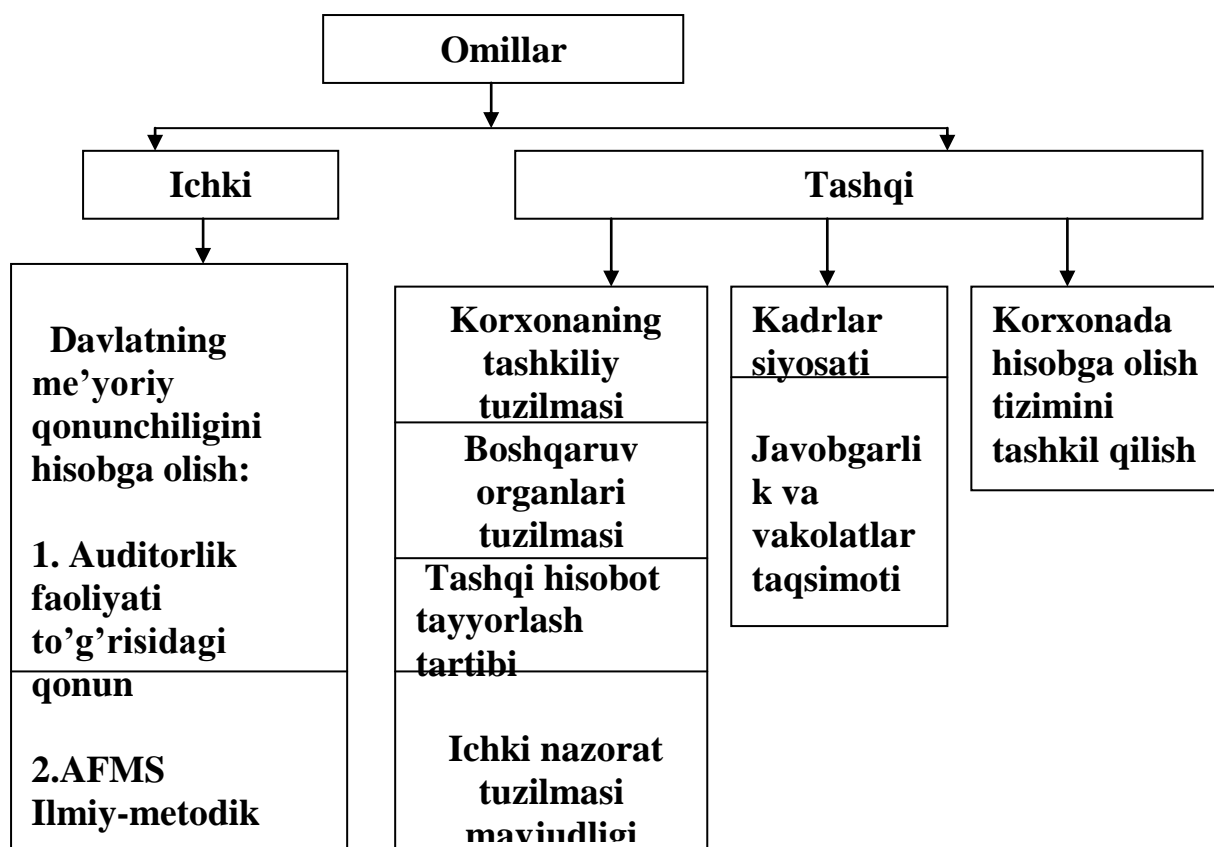 Omillar
Ichki
Tashqi
Davlatning
me’yoriy
qonunchiligini
hisobga olish:
1. Auditorlik
faoliyati
to’g’risidagi
qonun
2.AFMS
Ilmiy-metodik
Korxonaning
tashkiliy
tuzilmasi
Boshqaruv
organlari
tuzilmasi
Tashqi hisobot
tayyorlash
tartibi
Ichki nazorat
tuzilmasi
mavjudligi
Kadrlar
siyosati
Javobgarli
k va
vakolatlar
taqsimoti
Korxonada
hisobga olish
tizimini
tashkil qilish